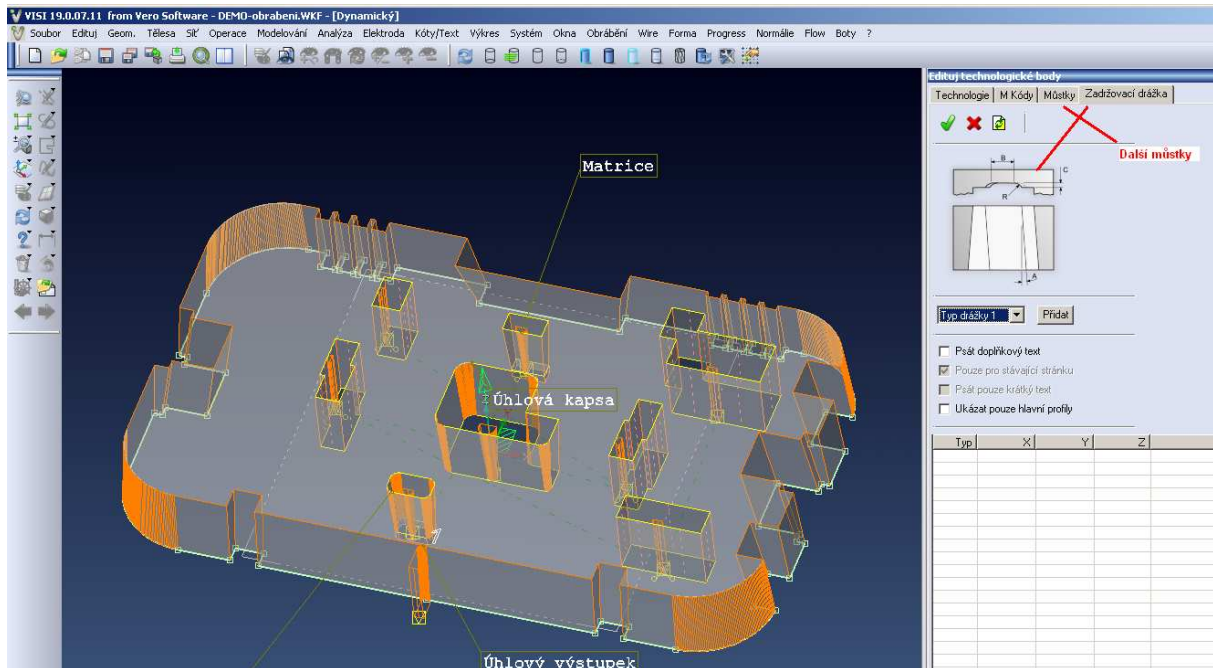 VISI 19.0.07.11 from Vero Software - DEMO-obrabeni.WKF - [Dynamický]
Soubor Edituj Geom. Tělesa Síť Operace Modelování Analýza Elektroda Kóty/Text Výkres Systém Okna Obrábění Wire Forma Progress Normálie Flow Boty ?
Edituj technologické body
Technologie M Kódy Můstky Zadržovací drážka
Další můstky
B
C
R
A
Typ drážky 1 Přidat
Psát doplňkový text
Pouze pro stávající stránku
Psát pouze krátký text
Ukázat pouze hlavní profily
Typ X Y Z
Matrice
Úhlová kapsa
1
Úhlový výstupek